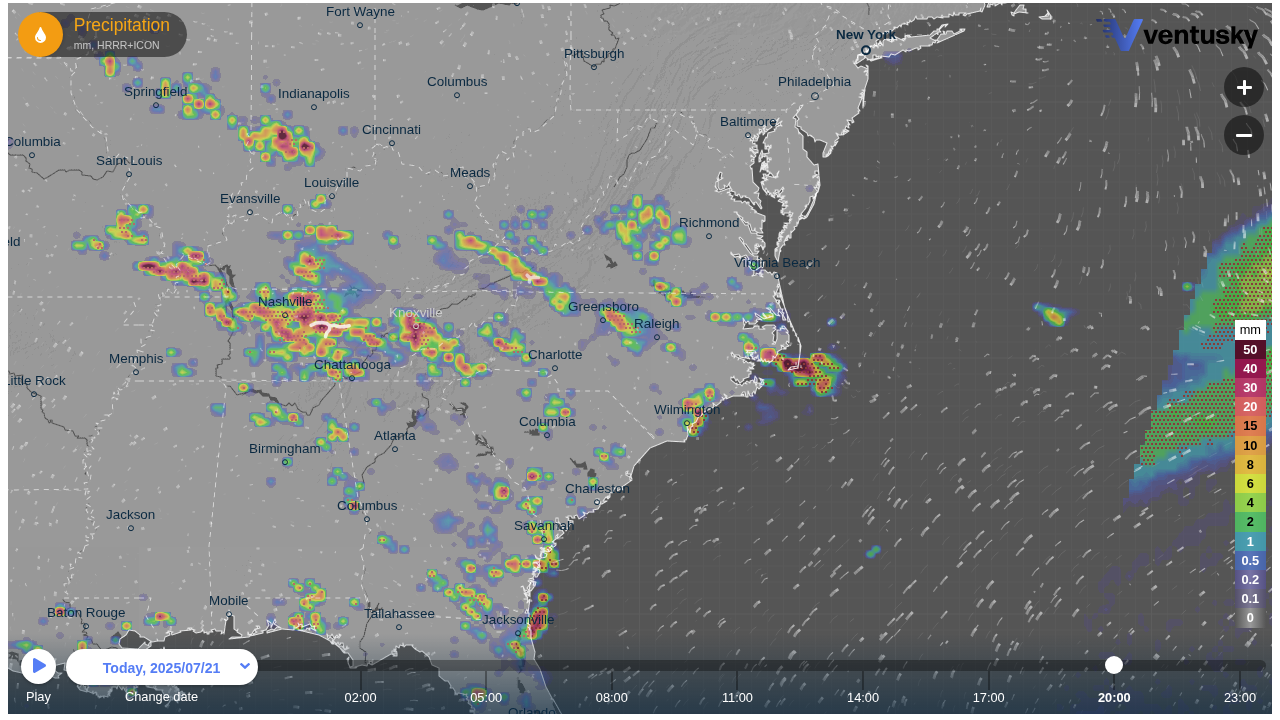 Fort Wayne
Precipitation
mm, HRRR+ICON
New York
ventusky
Pittsburgh
Columbus
Philadelphia
Springfield
Indianapolis
Baltimore
Cincinnati
Columbia
Saint Louis
Meads
Louisville
Evansville
Richmond
eld
Virginia Beach
Nashville
Knoxville
Greensboro
Raleigh
mm
50
Memphis
Charlotte
Chattanooga
40
Little Rock
30
20
Wilmington
Columbia
15
Atlanta
Birmingham
10
8
6
Charleston
4
Columbus
Jackson
2
Savannah
1
0.5
0.2
Mobile
0.1
Baton Rouge
Tallahassee
Jacksonville
0
Today, 2025/07/21
Play
Change date
02:00
05:00
08:00
11:00
14:00
17:00
20:00
23:00
Orlando